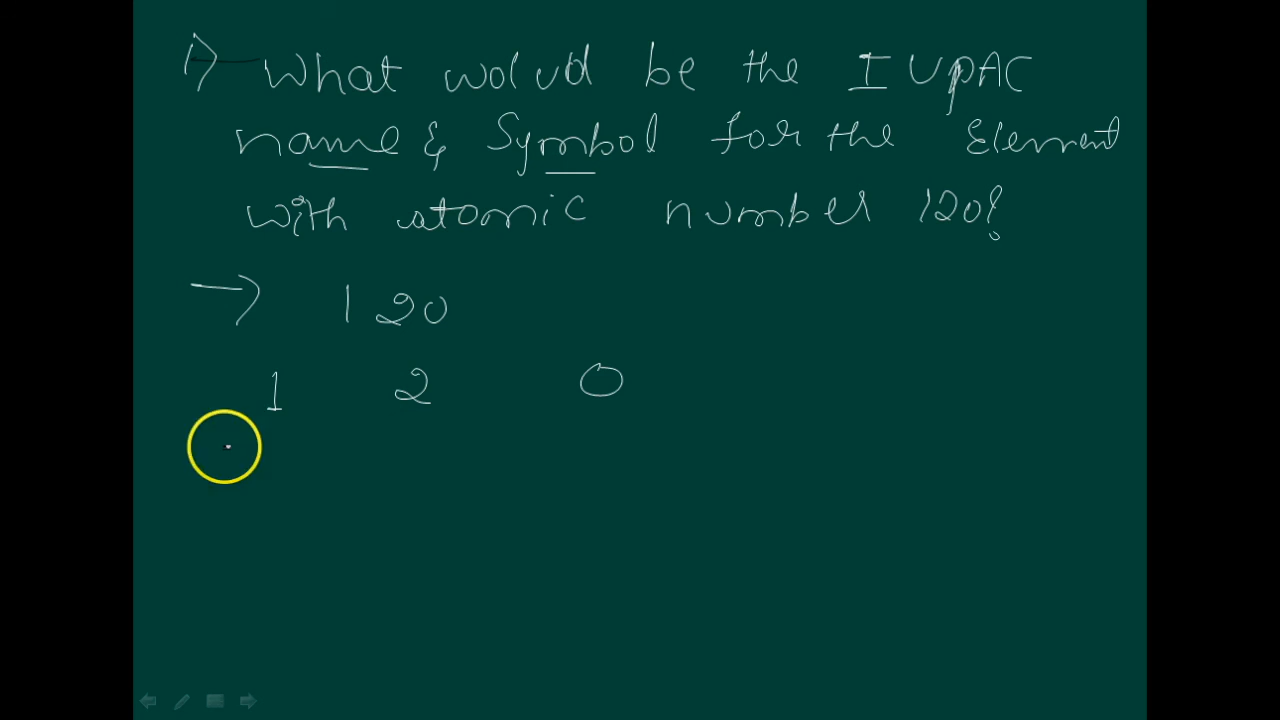 1) What wolud be the IUpAC
name & Symbol for the Element
with atomic number 120?
→ 120
1 2 0